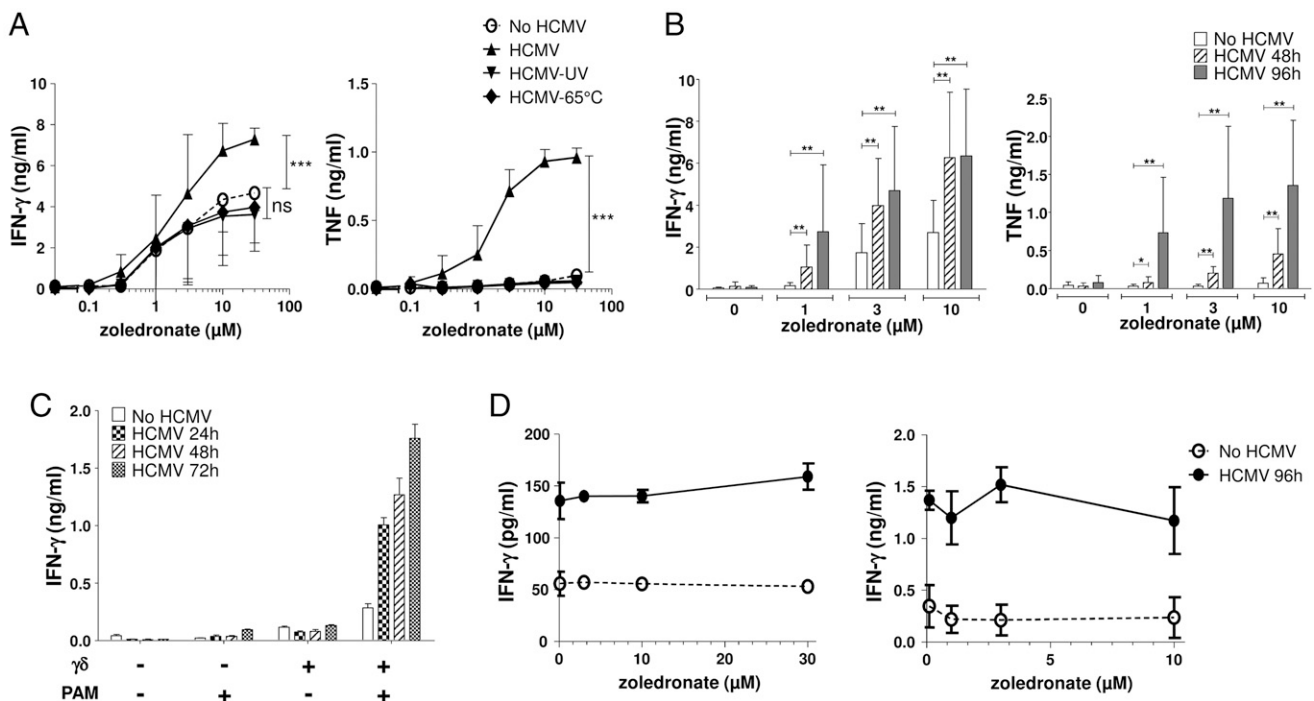 A
No HCMV
HCMV
HCMV-UV
HCMV-65°C
IFN-γ (ng/ml)
10
8
6
4
2
0
0.1 1 10 100
zoledronate (µM)
***
ns
TNF (ng/ml)
1.5
1.0
0.5
0.0
0.1 1 10 100
zoledronate (µM)
***
B
No HCMV
HCMV 48h
HCMV 96h
IFN-γ (ng/ml)
10
8
6
4
2
0
** ** ** ** ** **
0 1 3 10
zoledronate (µM)
TNF (ng/ml)
2.5
2.0
1.5
1.0
0.5
0.0
** * ** ** ** **
0 1 3 10
zoledronate (µM)
C
No HCMV
HCMV 24h
HCMV 48h
HCMV 72h
IFN-γ (ng/ml)
2.0
1.5
1.0
0.5
0.0
γδ - - + +
PAM - + - +
D
No HCMV
HCMV 96h
IFN-γ (pg/ml)
200
150
100
50
0
0 10 20 30
zoledronate (µM)
IFN-γ (ng/ml)
2.0
1.5
1.0
0.5
0.0
0 5 10
zoledronate (µM)